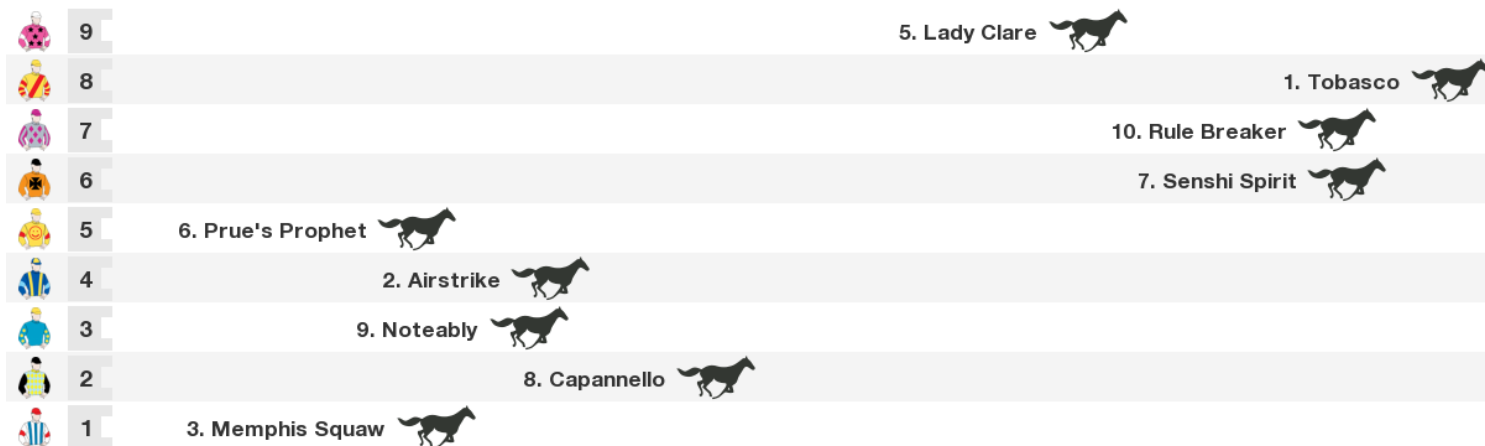 9 5. Lady Clare
8 1. Tobasco
7 10. Rule Breaker
6 7. Senshi Spirit
5 6. Prue's Prophet
4 2. Airstrike
3 9. Noteably
2 8. Capannello
1 3. Memphis Squaw